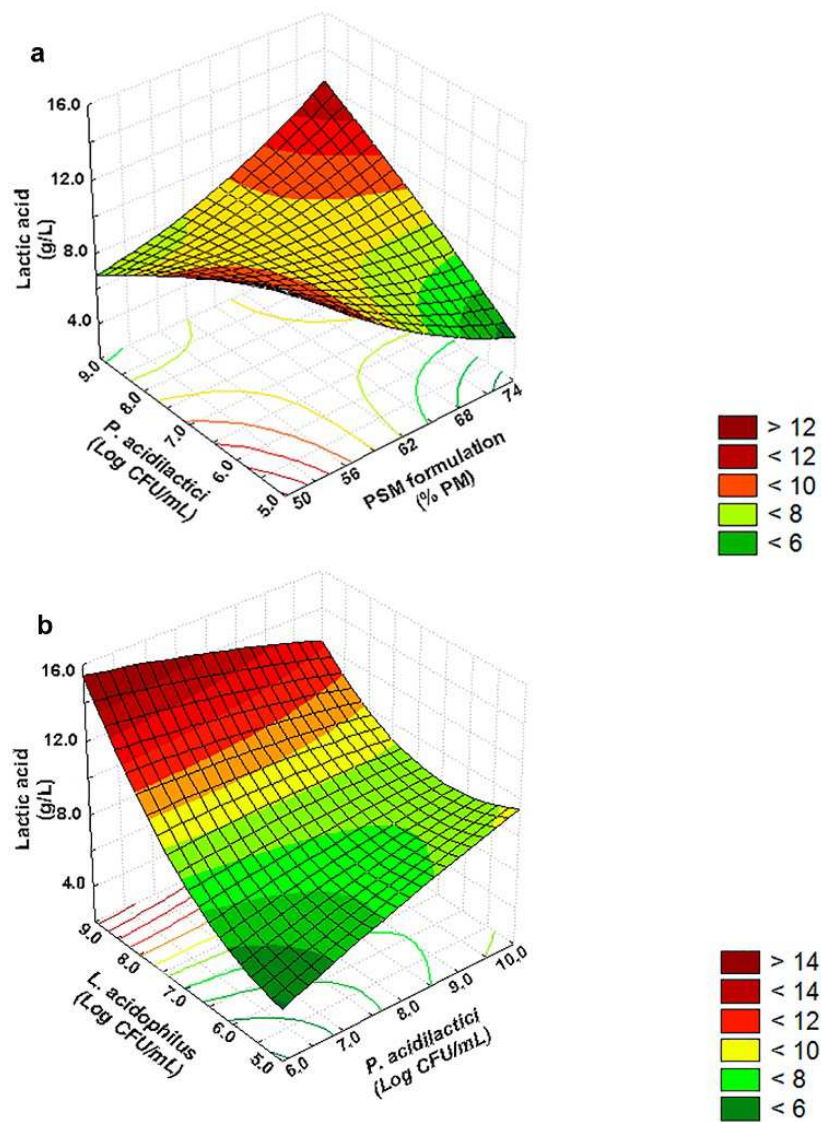 a
16.0
12.0
8.0
4.0
Lactic acid
(g/L)
9.0
8.0
7.0
6.0
5.0
P. acidilactici
(Log CFU/mL)
50
56
62
68
74
PSM formulation
(% PM)
> 12
< 12
< 10
< 8
< 6
b
16.0
12.0
8.0
4.0
Lactic acid
(g/L)
9.0
8.0
7.0
6.0
5.0
L. acidophilus
(Log CFU/mL)
6.0
7.0
8.0
9.0
10.0
P. acidilactici
(Log CFU/mL)
> 14
< 14
< 12
< 10
< 8
< 6